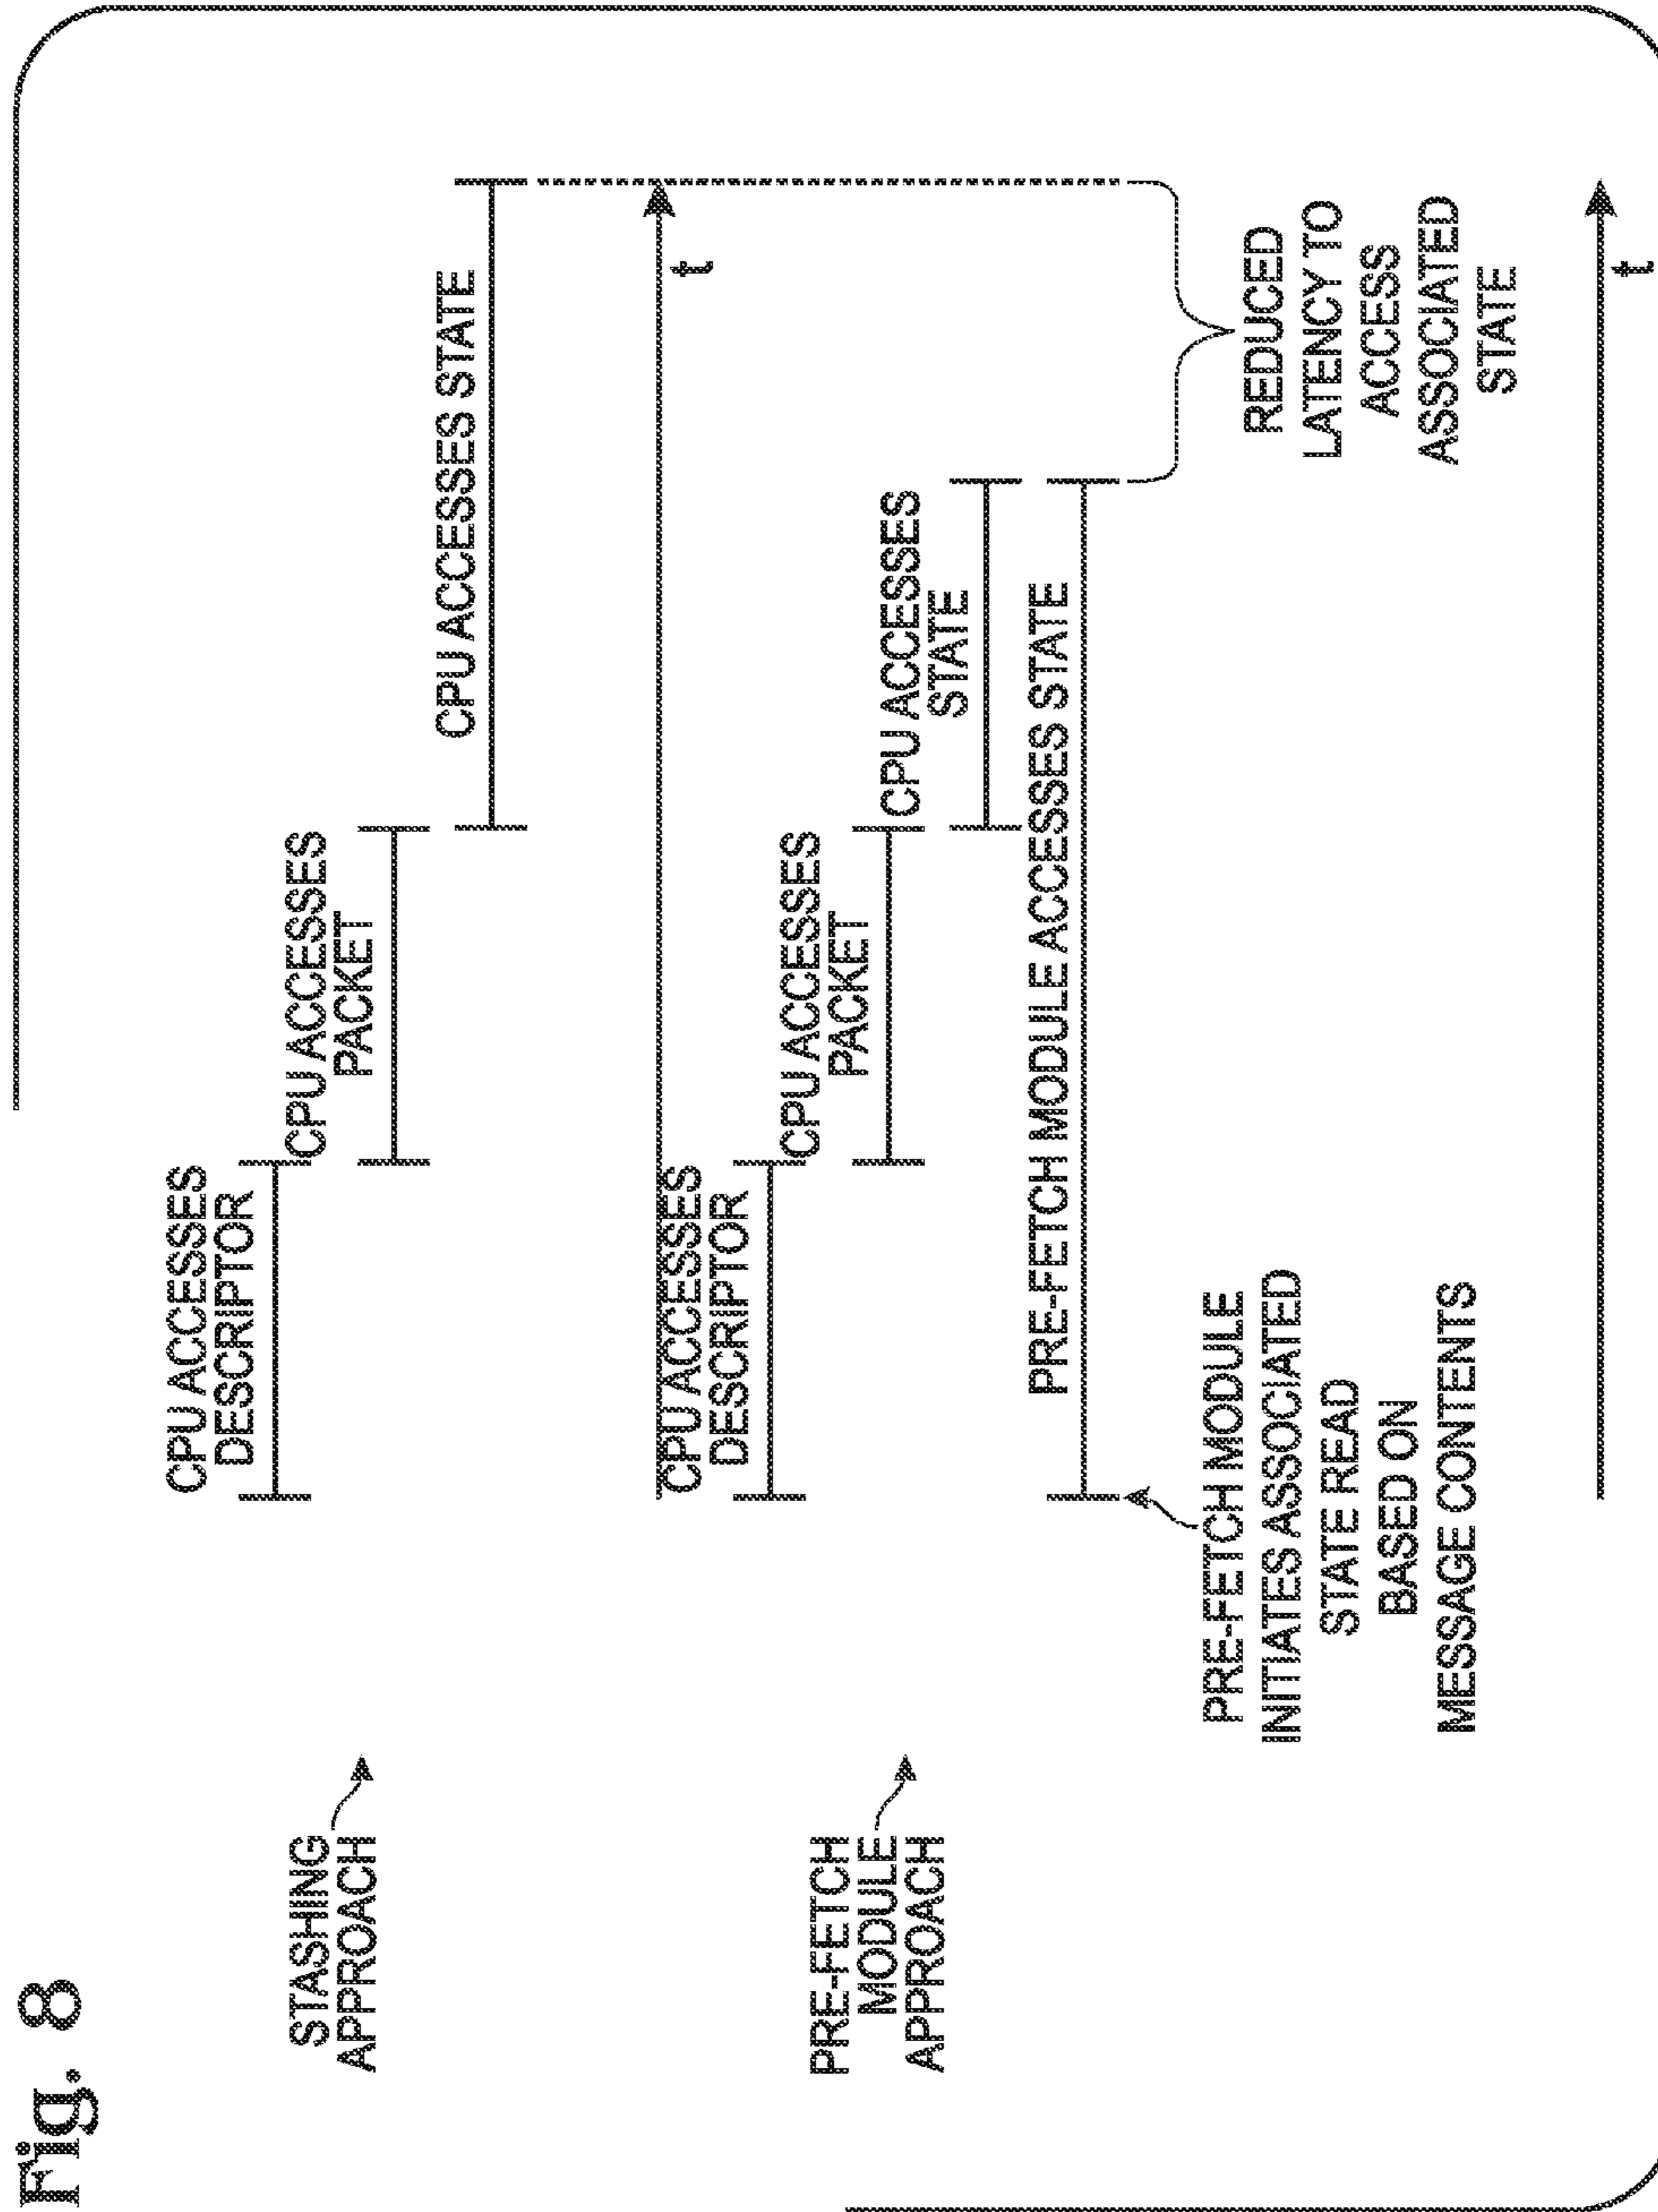 Fig. 8
STASHING
APPROACH
CPU ACCESSES
DESCRIPTOR
CPU ACCESSES
PACKET
CPU ACCESSES STATE
t
PRE-FETCH
MODULE
APPROACH
CPU ACCESSES
DESCRIPTOR
CPU ACCESSES
PACKET
CPU ACCESSES
STATE
PRE-FETCH MODULE ACCESSES STATE
PRE-FETCH MODULE
INITIATES ASSOCIATED
STATE READ
BASED ON
MESSAGE CONTENTS
REDUCED
LATENCY TO
ACCESS
ASSOCIATED
STATE
t